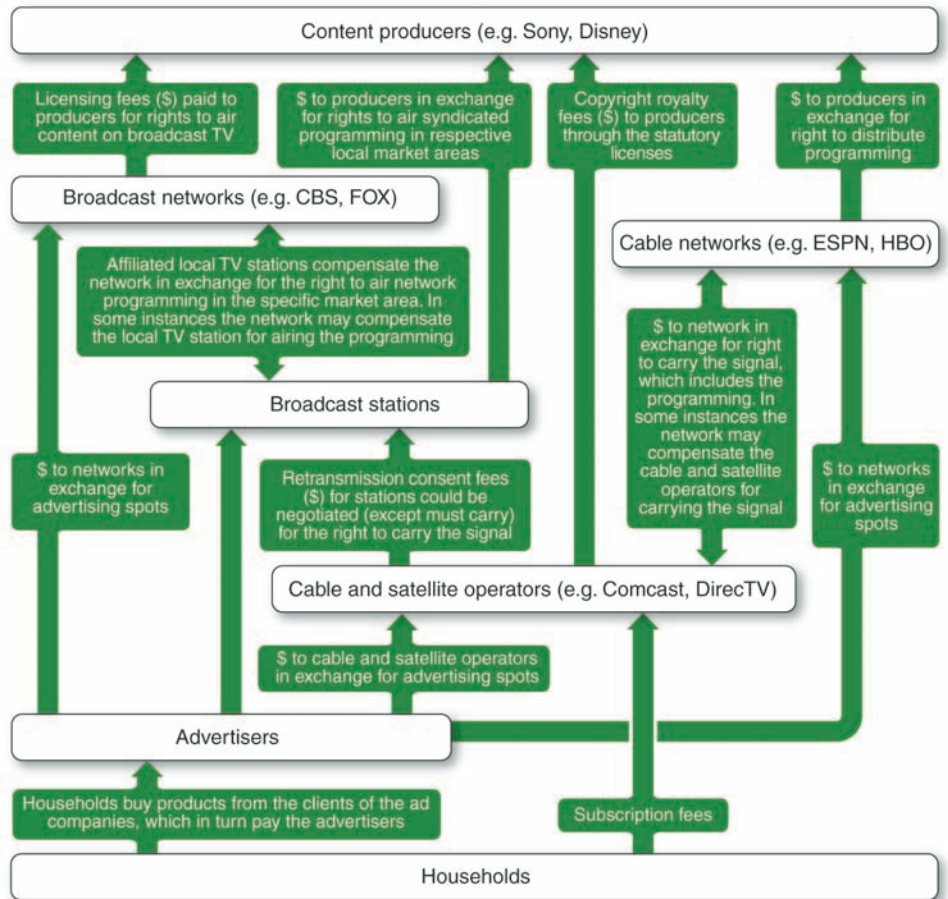 Content producers (e.g. Sony, Disney)
Licensing fees ($) paid to
producers for rights to air
content on broadcast TV
$ to producers in exchange
for rights to air syndicated
programming in respective
local market areas
Copyright royalty
fees ($) to producers
through the statutory
licenses
$ to producers in
exchange for
right to distribute
programming
Broadcast networks (e.g. CBS, FOX)
Cable networks (e.g. ESPN, HBO)
Affiliated local TV stations compensate the
network in exchange for the right to air network
programming in the specific market area. In
some instances the network may compensate
the local TV station for airing the programming
$ to network in
exchange for right
to carry the signal,
which includes the
programming. In
some instances the
network may
compensate the
cable and satellite
operators for
carrying the signal
Broadcast stations
$ to networks in
exchange for
advertising spots
Retransmission consent fees
($) for stations could be
negotiated (except must carry)
for the right to carry the signal
$ to networks
in exchange
for advertising
spots
Cable and satellite operators (e.g. Comcast, DirecTV)
$ to cable and satellite operators
in exchange for advertising spots
Advertisers
Households buy products from the clients of the ad
companies, which in turn pay the advertisers
Subscription fees
Households